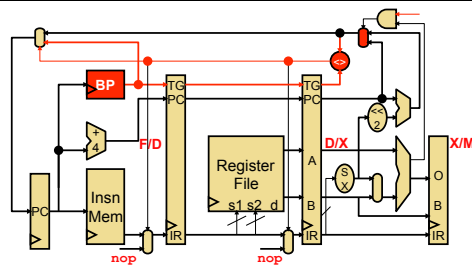 <>
BP
TG
TG
PC
PC
<<
2
+
4
F/D
D/X
X/M
Register
File
A
S
X
O
PC
Insn
Mem
s1 s2 d
B
B
IR
IR
IR
nop
nop